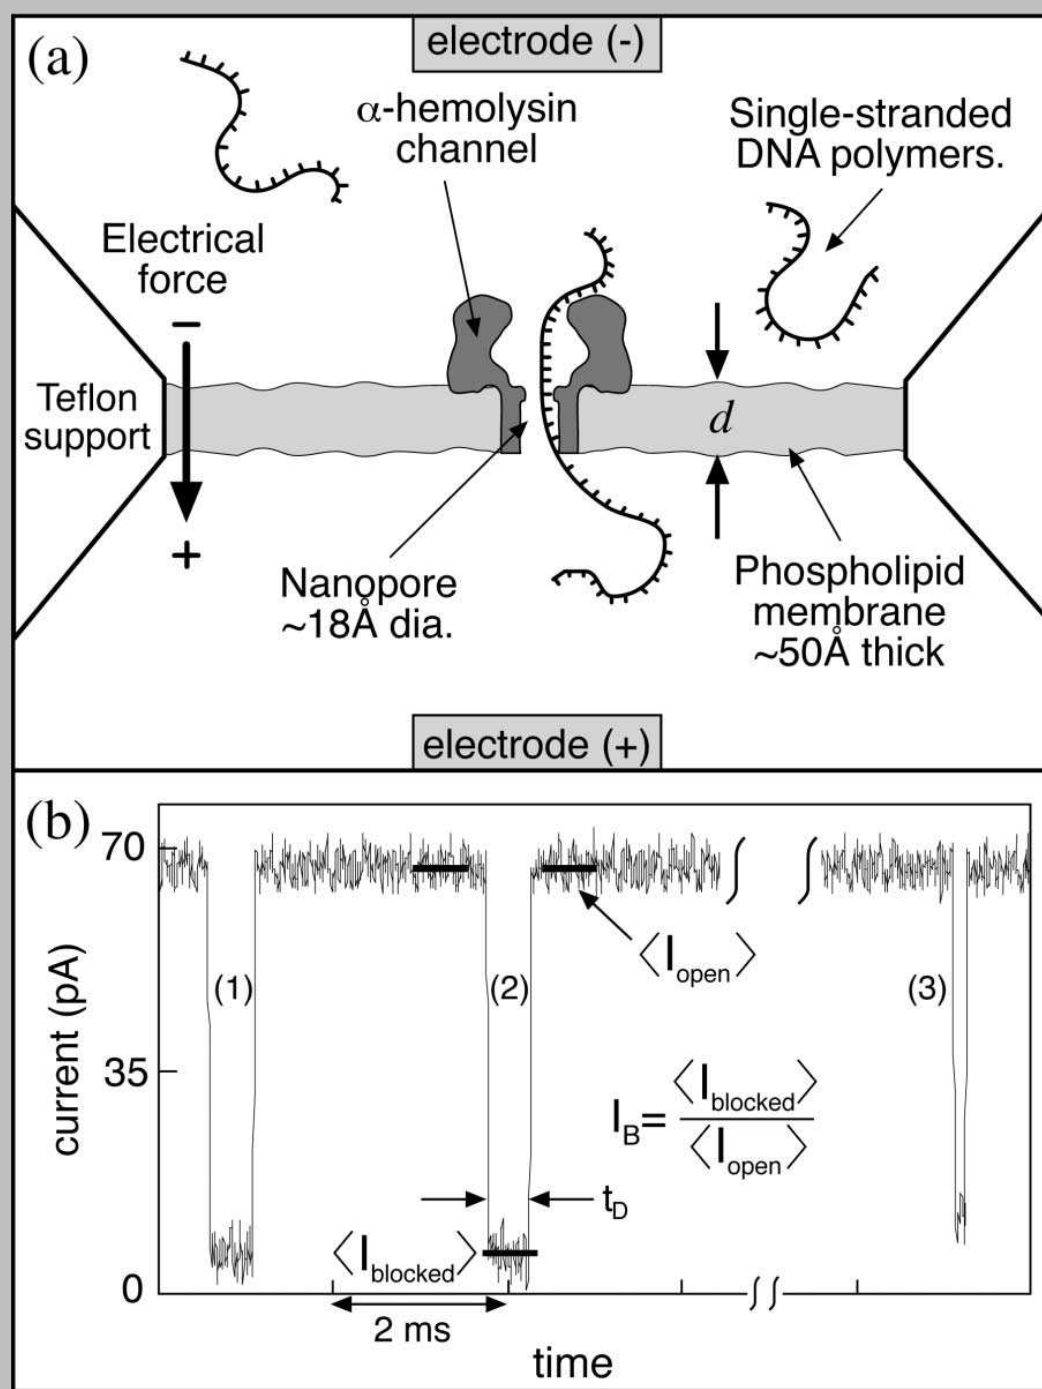 (a)
electrode (-)
α-hemolysin
channel
Single-stranded
DNA polymers.
Electrical
force
−
+
Teflon
support
d
Nanopore
~18Å dia.
Phospholipid
membrane
~50Å thick
electrode (+)
(b)
70
35
0
current (pA)
(1)
(2)
(3)
⟨I_open⟩
I_B = ⟨I_blocked⟩ / ⟨I_open⟩
t_D
⟨I_blocked⟩
2 ms
time